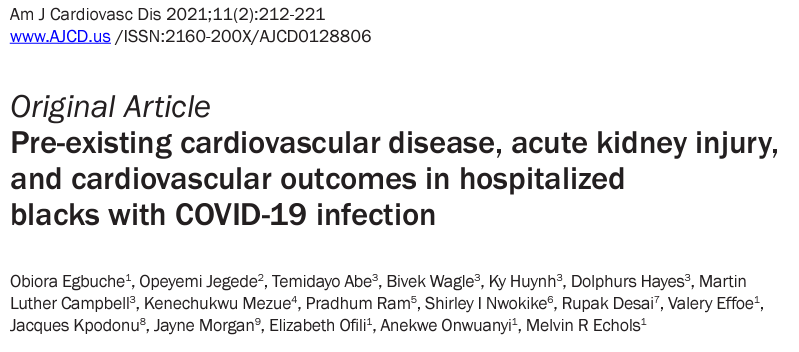 Am J Cardiovasc Dis 2021;11(2):212-221
www.AJCD.us /ISSN:2160-200X/AJCD0128806
Original Article
Pre-existing cardiovascular disease, acute kidney injury,
and cardiovascular outcomes in hospitalized
blacks with COVID-19 infection
Obiora Egbuche¹, Opeyemi Jegede², Temidayo Abe³, Bivek Wagle³, Ky Huynh³, Dolphurs Hayes³, Martin
Luther Campbell³, Kenechukwu Mezue⁴, Pradhum Ram⁵, Shirley I Nwokike⁶, Rupak Desai⁷, Valery Effoe¹,
Jacques Kpodonu⁸, Jayne Morgan⁹, Elizabeth Ofili¹, Anekwe Onwuanyi¹, Melvin R Echols¹